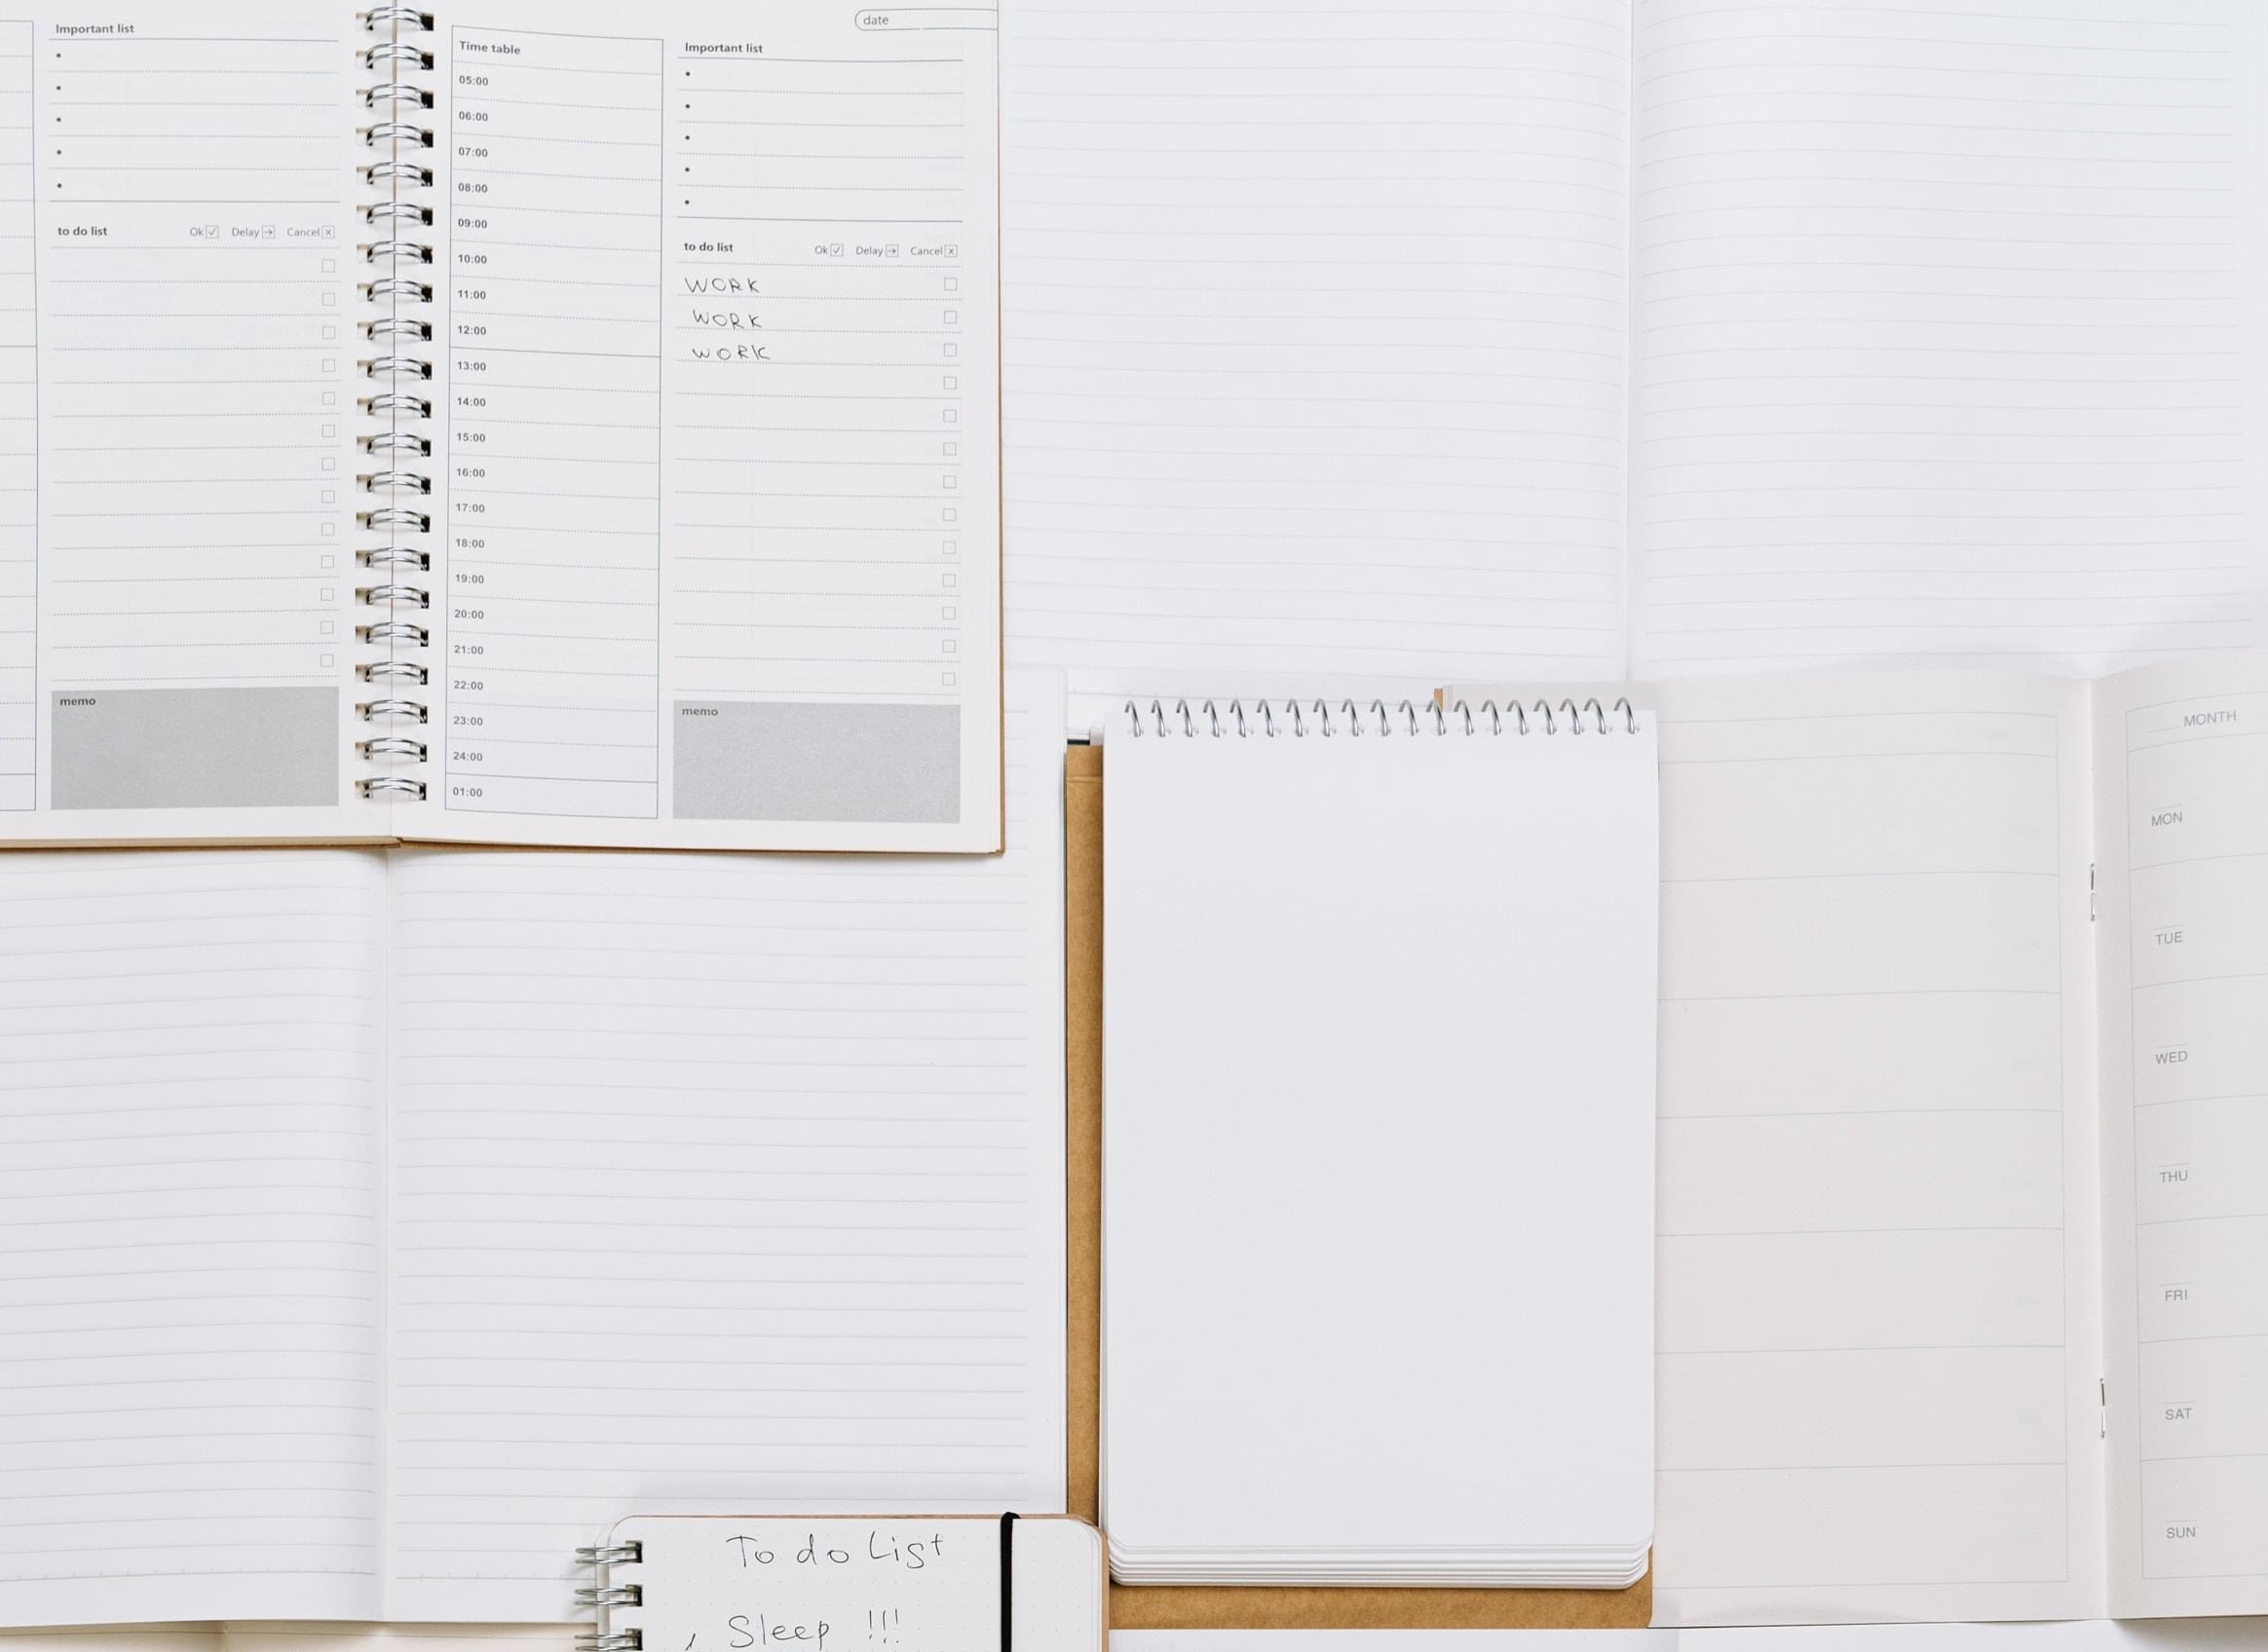 Important list
to do list Ok Delay Cancel
memo
date
Time table
05:00
06:00
07:00
08:00
09:00
10:00
11:00
12:00
13:00
14:00
15:00
16:00
17:00
18:00
19:00
20:00
21:00
22:00
23:00
24:00
01:00
Important list
to do list Ok Delay Cancel
WORK
WORK
WORK
memo
MONTH
MON
TUE
WED
THU
FRI
SAT
SUN
To do List
Sleep !!!